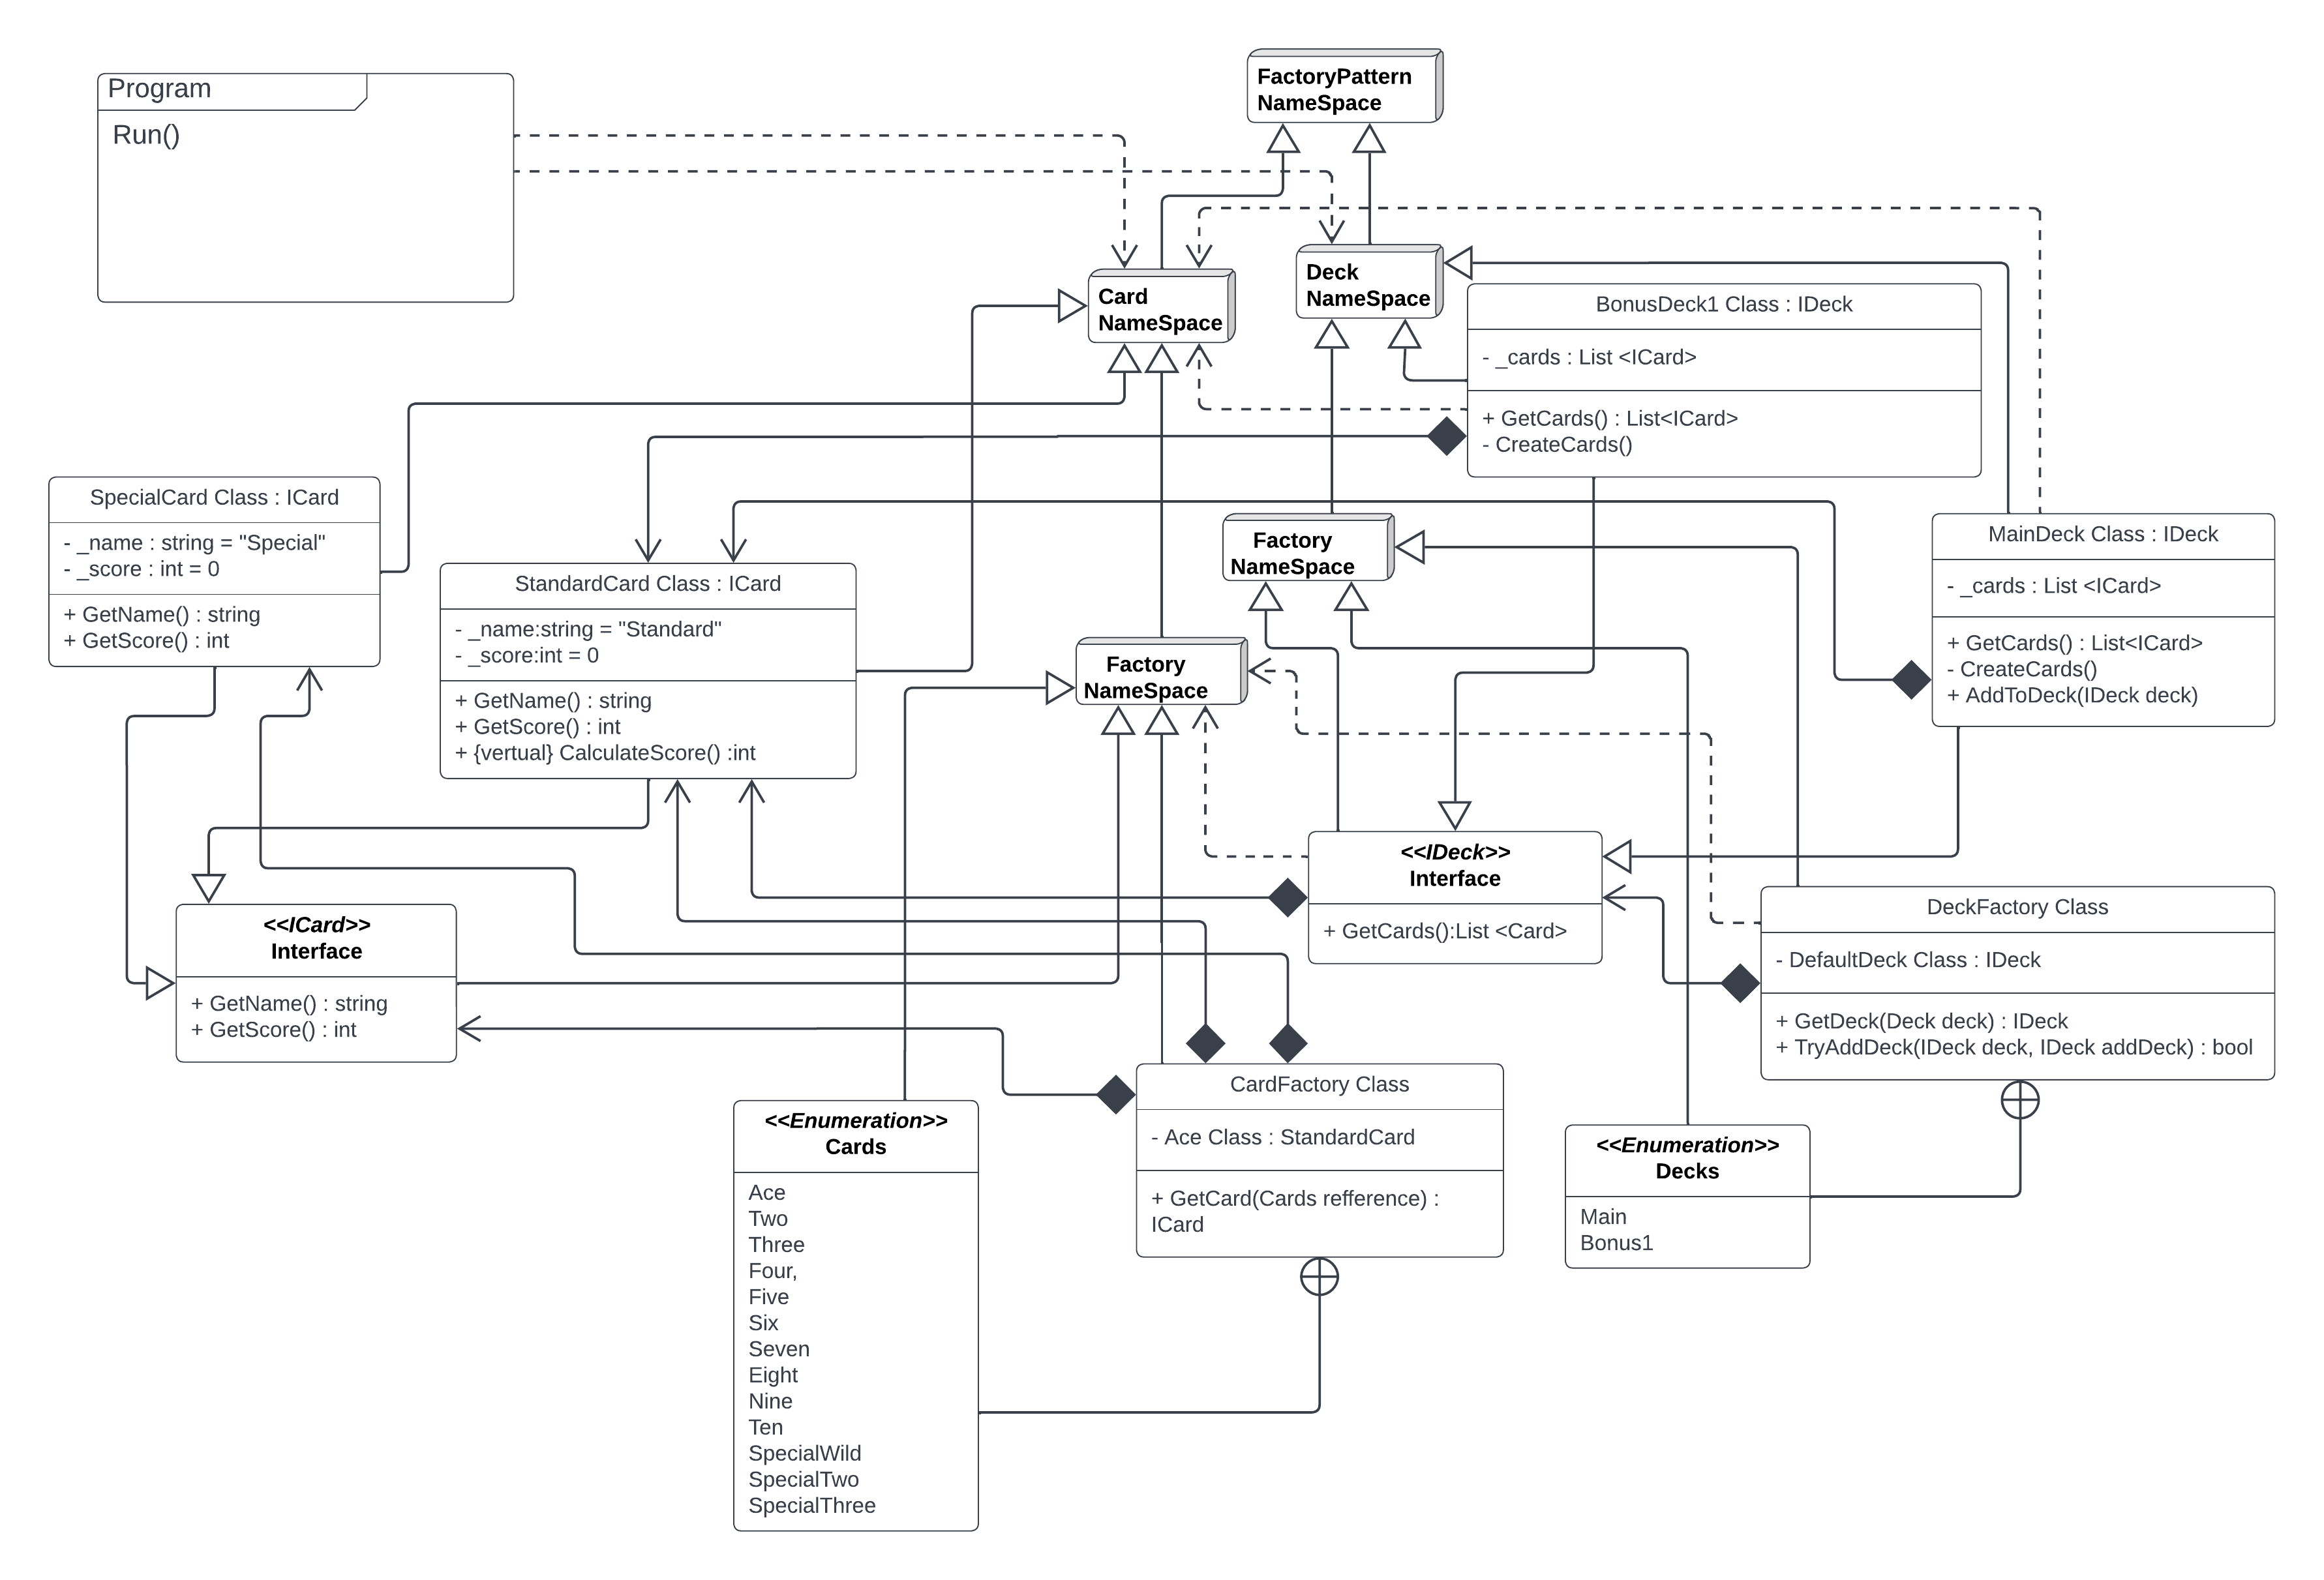 Program
Run()
FactoryPattern
NameSpace
Card
NameSpace
Deck
NameSpace
BonusDeck1 Class : IDeck
- _cards : List <ICard>
+ GetCards() : List<ICard>
- CreateCards()
SpecialCard Class : ICard
- _name : string = "Special"
- _score : int = 0
+ GetName() : string
+ GetScore() : int
StandardCard Class : ICard
- _name:string = "Standard"
- _score:int = 0
+ GetName() : string
+ GetScore() : int
+ {vertual} CalculateScore() :int
Factory
NameSpace
Factory
NameSpace
MainDeck Class : IDeck
- _cards : List <ICard>
+ GetCards() : List<ICard>
- CreateCards()
+ AddToDeck(IDeck deck)
<<ICard>>
Interface
+ GetName() : string
+ GetScore() : int
<<IDeck>>
Interface
+ GetCards():List <Card>
DeckFactory Class
- DefaultDeck Class : IDeck
+ GetDeck(Deck deck) : IDeck
+ TryAddDeck(IDeck deck, IDeck addDeck) : bool
<<Enumeration>>
Cards
Ace
Two
Three
Four,
Five
Six
Seven
Eight
Nine
Ten
SpecialWild
SpecialTwo
SpecialThree
CardFactory Class
- Ace Class : StandardCard
+ GetCard(Cards refference) :
ICard
<<Enumeration>>
Decks
Main
Bonus1